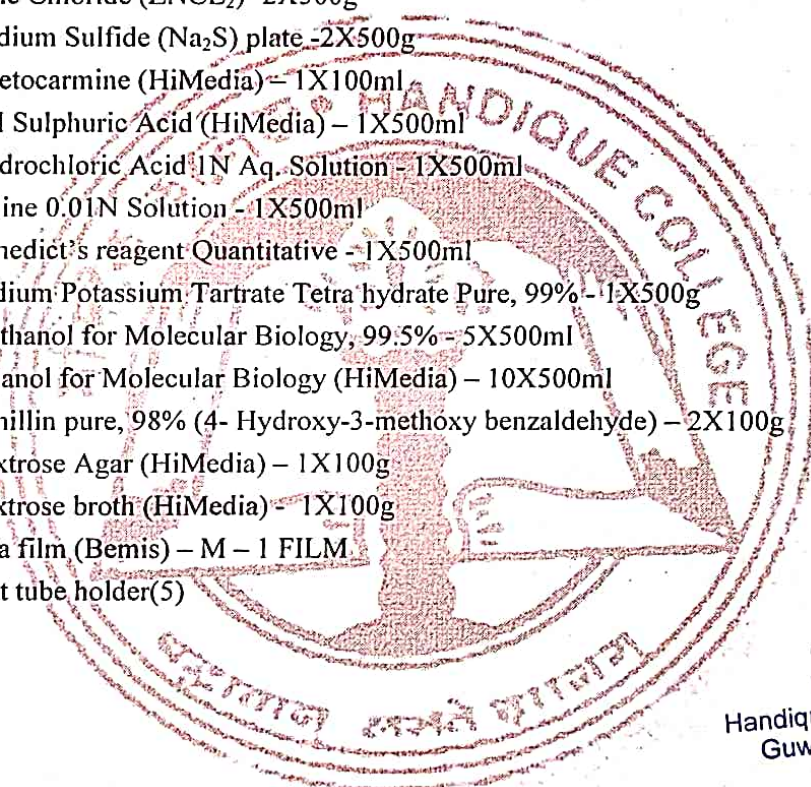 ne Chloride (ZNCL₂) -2X500g
dium Sulfide (Na₂S) plate -2X500g
etocarmine (HiMedia) – 1X100ml
l Sulphuric Acid (HiMedia) – 1X500ml
drochloric Acid 1N Aq. Solution - 1X500ml
ine 0.01N Solution - 1X500ml
nedict's reagent Quantitative - 1X500ml
dium Potassium Tartrate Tetra hydrate Pure, 99% - 1X500g
thanol for Molecular Biology, 99.5% - 5X500ml
anol for Molecular Biology (HiMedia) – 10X500ml
nillin pure, 98% (4- Hydroxy-3-methoxy benzaldehyde) – 2X100g
xtrose Agar (HiMedia) – 1X100g
xtrose broth (HiMedia) - 1X100g
a film (Bemis) – M – 1 FILM
t tube holder(5)
HANDIQUE COLLEGE
Handiq
Guw